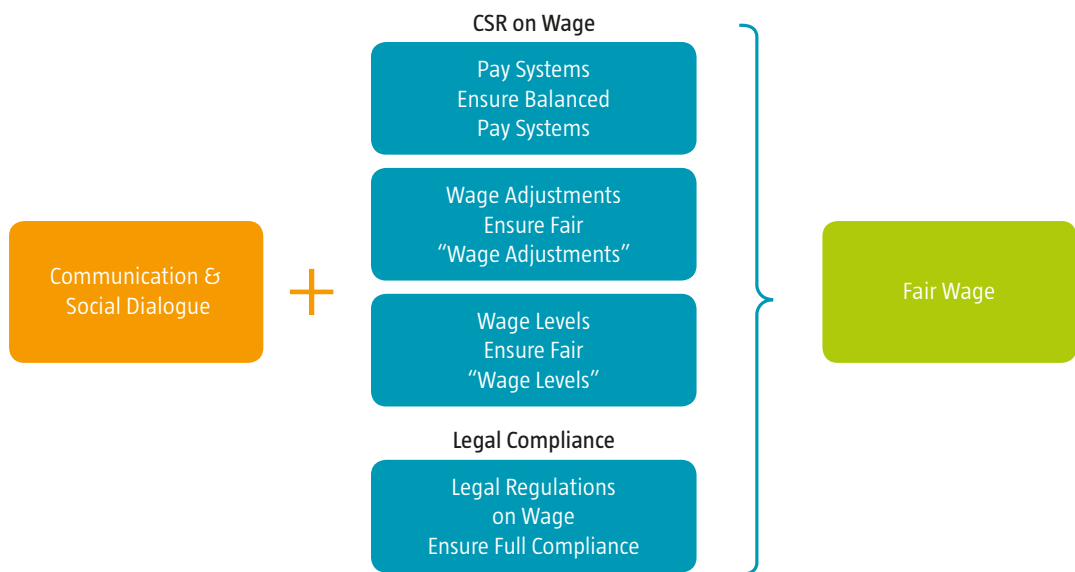 CSR on Wage
Pay Systems
Ensure Balanced
Pay Systems
Wage Adjustments
Ensure Fair
“Wage Adjustments”
Communication &
Social Dialogue
+
Wage Levels
Ensure Fair
“Wage Levels”
Fair Wage
Legal Compliance
Legal Regulations
on Wage
Ensure Full Compliance